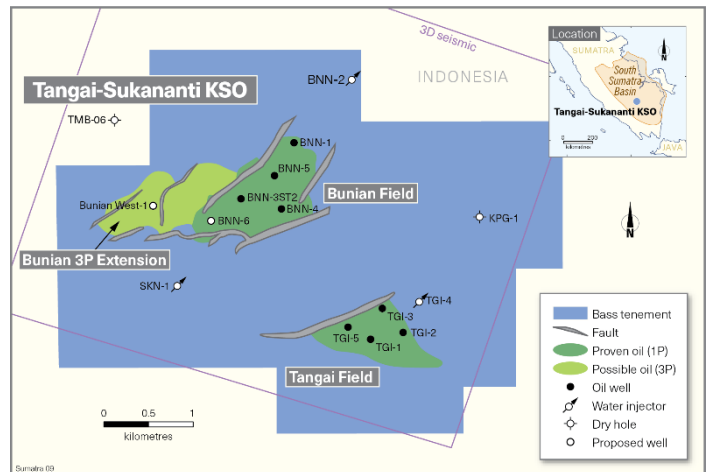 3D seismic
INDONESIA
BNN-2
Tangai-Sukananti KSO
TMB-06
BNN-1
BNN-5
Bunian Field
BNN-3ST2
BNN-4
Bunian West-1
BNN-6
KPG-1
N
Bunian 3P Extension
SKN-1
TGI-4
TGI-3
TGI-5
TGI-2
TGI-1
Tangai Field
0 0.5 1
kilometres
Sumatra 09
Location
SUMATRA
N
South
Sumatra
Basin
Tangai-Sukananti KSO
0 200
kilometres
JAVA
Bass tenement
Fault
Proven oil (1P)
Possible oil (3P)
Oil well
Water injector
Dry hole
Proposed well